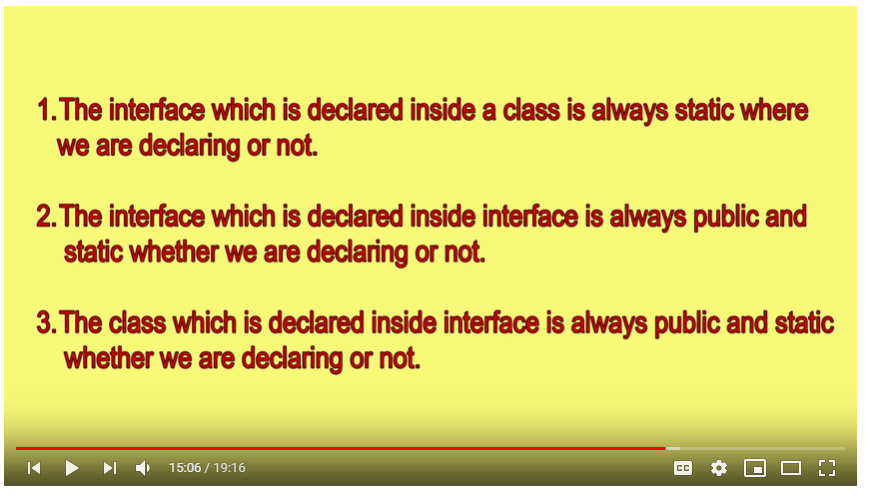 1.The interface which is declared inside a class is always static where
we are declaring or not.
2.The interface which is declared inside interface is always public and
static whether we are declaring or not.
3.The class which is declared inside interface is always public and static
whether we are declaring or not.
15:06 / 19:16
CC